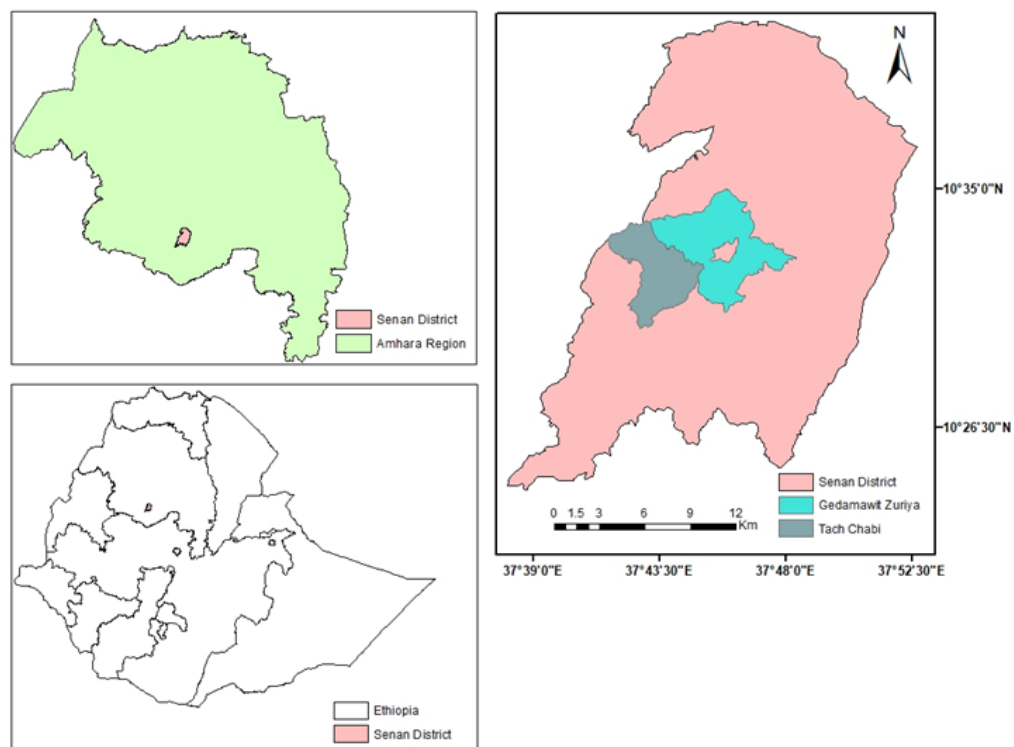 Senan District
Amhara Region
Ethiopia
Senan District
N
10°35'0"N
10°26'30"N
Senan District
Gedamawit Zuriya
Tach Chabi
0 1.5 3 6 9 12
Km
37°39'0"E 37°43'30"E 37°48'0"E 37°52'30"E